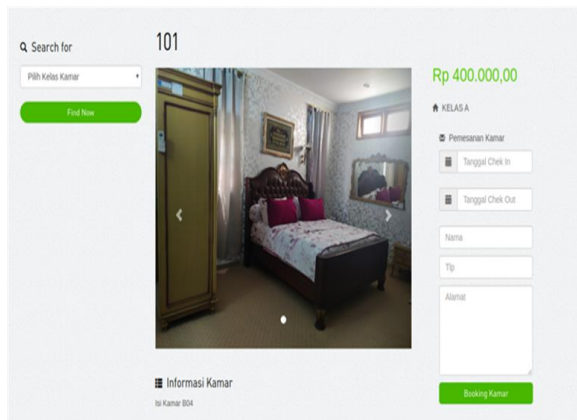 Search for
Pilih Kelas Kamar
Find Now
101
Rp 400.000,00
KELAS A
Pemesanan Kamar
Tanggal Chek In
Tanggal Chek Out
Nama
Tlp
Alamat
Booking Kamar
Informasi Kamar
Isi Kamar B04